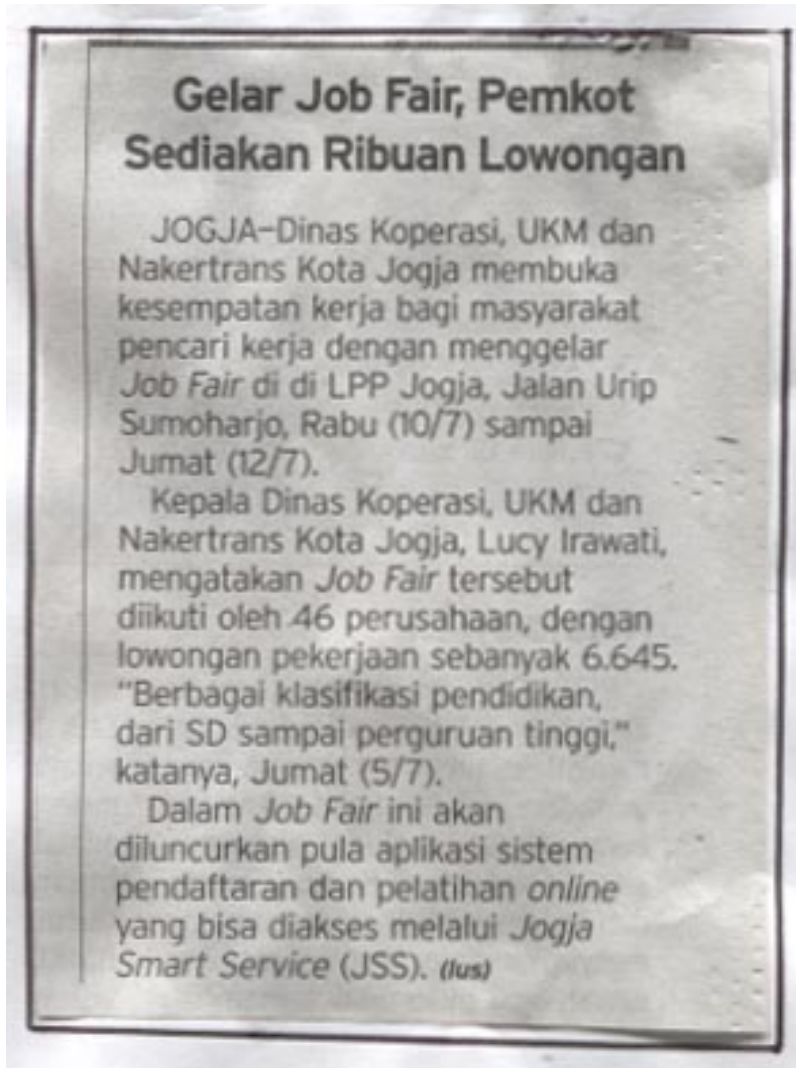 Gelar Job Fair, Pemkot
Sediakan Ribuan Lowongan
JOGJA–Dinas Koperasi, UKM dan
Nakertrans Kota Jogja membuka
kesempatan kerja bagi masyarakat
pencari kerja dengan menggelar
Job Fair di di LPP Jogja, Jalan Urip
Sumoharjo, Rabu (10/7) sampai
Jumat (12/7).
Kepala Dinas Koperasi, UKM dan
Nakertrans Kota Jogja, Lucy Irawati,
mengatakan Job Fair tersebut
diikuti oleh 46 perusahaan, dengan
lowongan pekerjaan sebanyak 6.645.
"Berbagai klasifikasi pendidikan,
dari SD sampai perguruan tinggi,"
katanya, Jumat (5/7).
Dalam Job Fair ini akan
diluncurkan pula aplikasi sistem
pendaftaran dan pelatihan online
yang bisa diakses melalui Jogja
Smart Service (JSS). (lus)